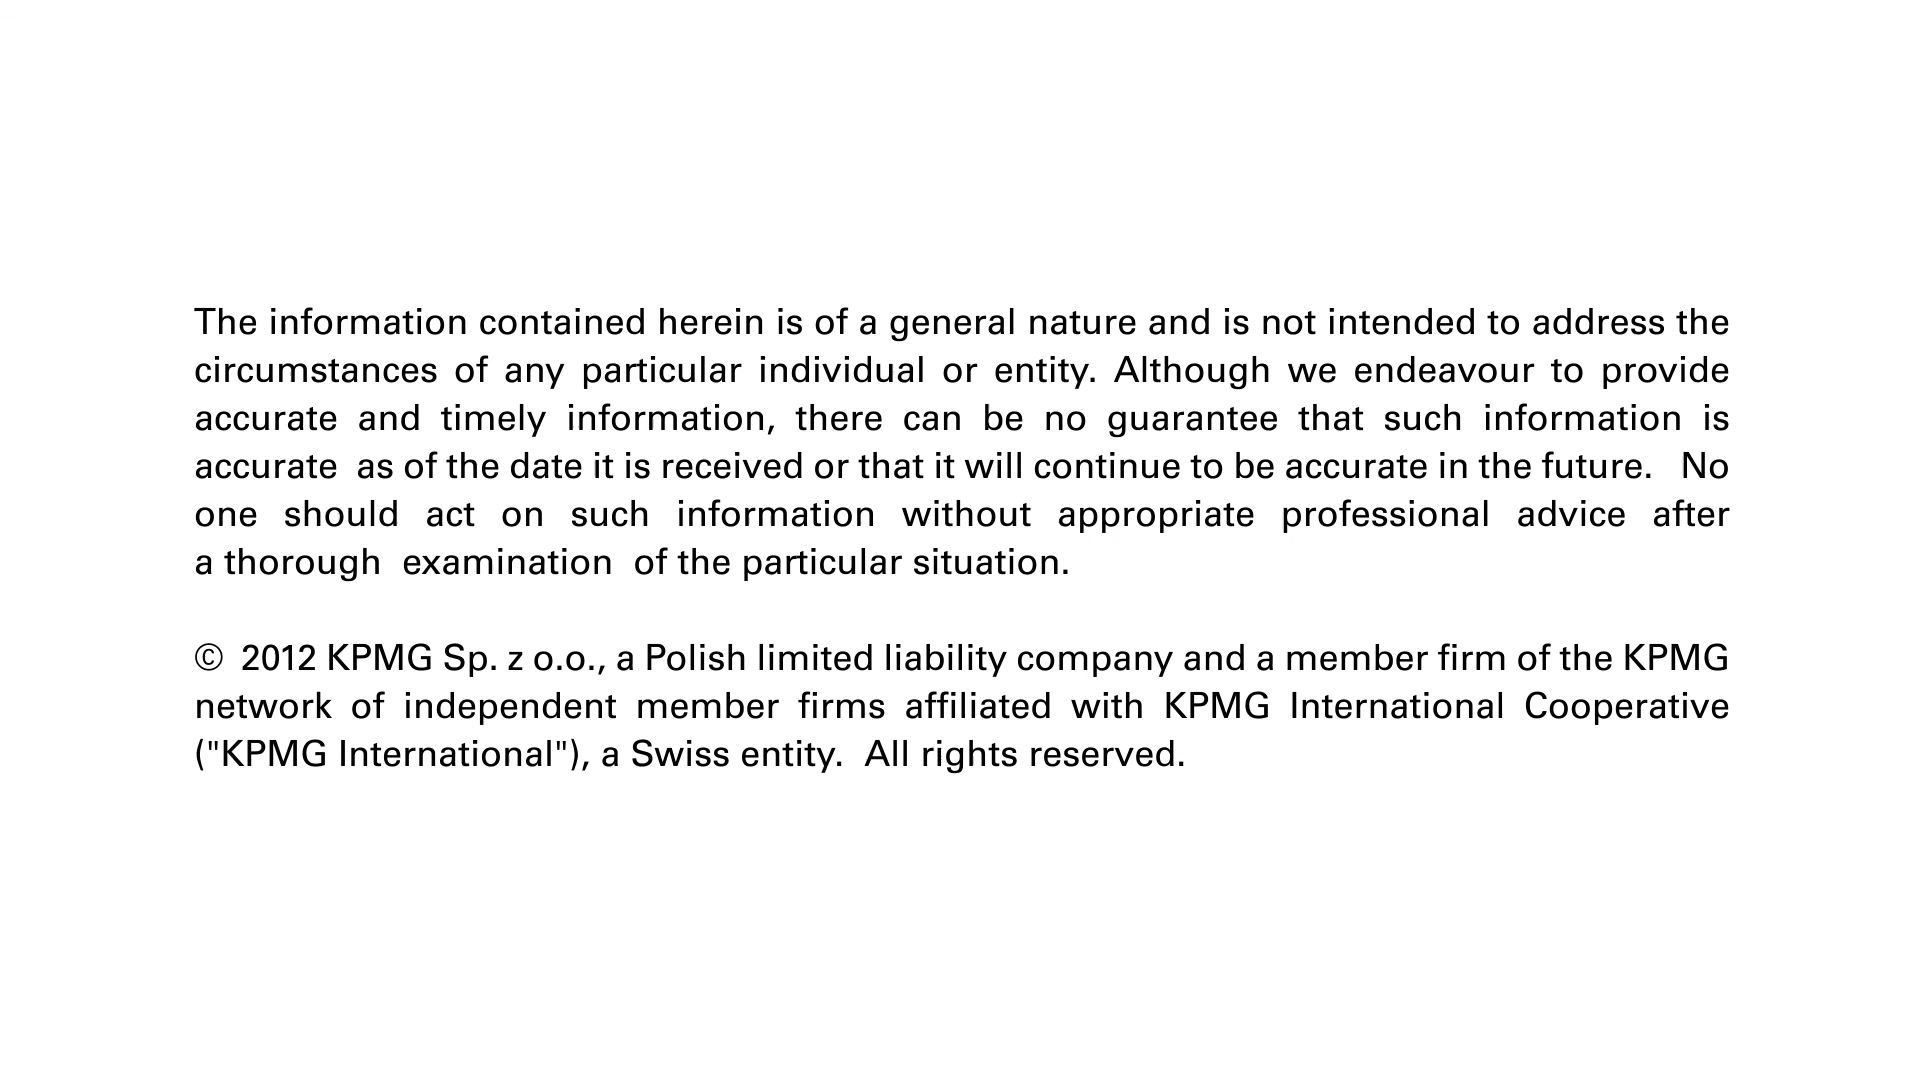 The information contained herein is of a general nature and is not intended to address the
circumstances of any particular individual or entity. Although we endeavour to provide
accurate and timely information, there can be no guarantee that such information is
accurate as of the date it is received or that it will continue to be accurate in the future. No
one should act on such information without appropriate professional advice after
a thorough examination of the particular situation.
© 2012 KPMG Sp. z o.o., a Polish limited liability company and a member firm of the KPMG
network of independent member firms affiliated with KPMG International Cooperative
("KPMG International"), a Swiss entity. All rights reserved.